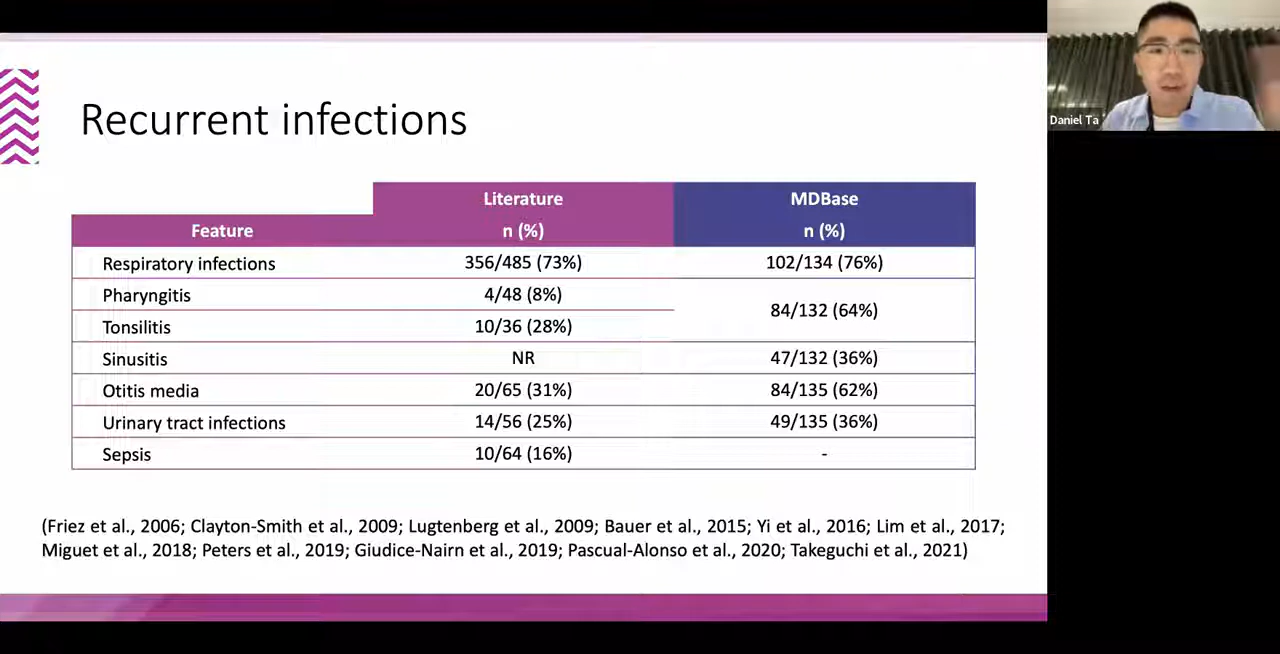 Recurrent infections
Literature MDBase
Feature n (%) n (%)
Respiratory infections 356/485 (73%) 102/134 (76%)
Pharyngitis 4/48 (8%)
84/132 (64%)
Tonsilitis 10/36 (28%)
Sinusitis NR 47/132 (36%)
Otitis media 20/65 (31%) 84/135 (62%)
Urinary tract infections 14/56 (25%) 49/135 (36%)
Sepsis 10/64 (16%) -
(Friez et al., 2006; Clayton-Smith et al., 2009; Lugtenberg et al., 2009; Bauer et al., 2015; Yi et al., 2016; Lim et al., 2017;
Miguet et al., 2018; Peters et al., 2019; Giudice-Nairn et al., 2019; Pascual-Alonso et al., 2020; Takeguchi et al., 2021)
Daniel Ta